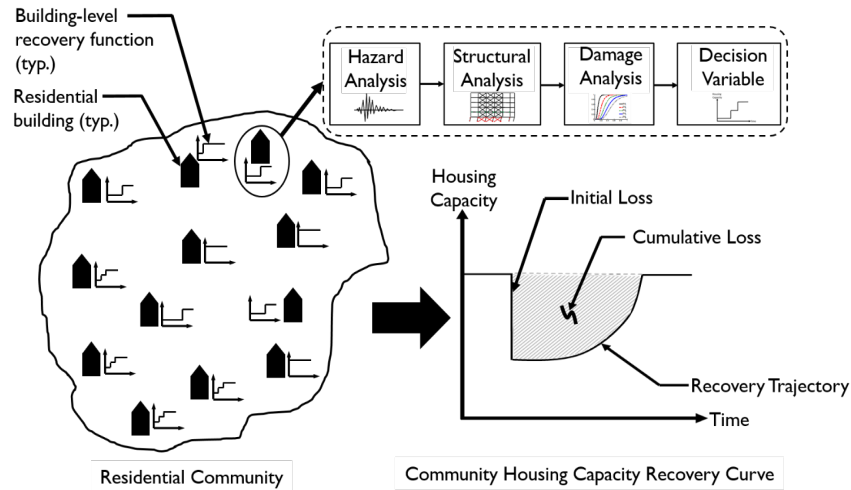 Building-level
recovery function
(typ.)
Residential
building (typ.)
Hazard
Analysis
Structural
Analysis
Damage
Analysis
Decision
Variable
Housing
Capacity
Initial Loss
Cumulative Loss
Recovery Trajectory
Time
Residential Community
Community Housing Capacity Recovery Curve